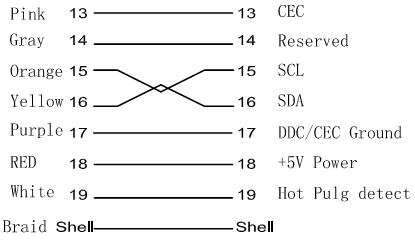 Pink 13 13 CEC
Gray 14 14 Reserved
Orange 15 15 SCL
Yellow 16 16 SDA
Purple 17 17 DDC/CEC Ground
RED 18 18 +5V Power
White 19 19 Hot Pulg detect
Braid Shell Shell